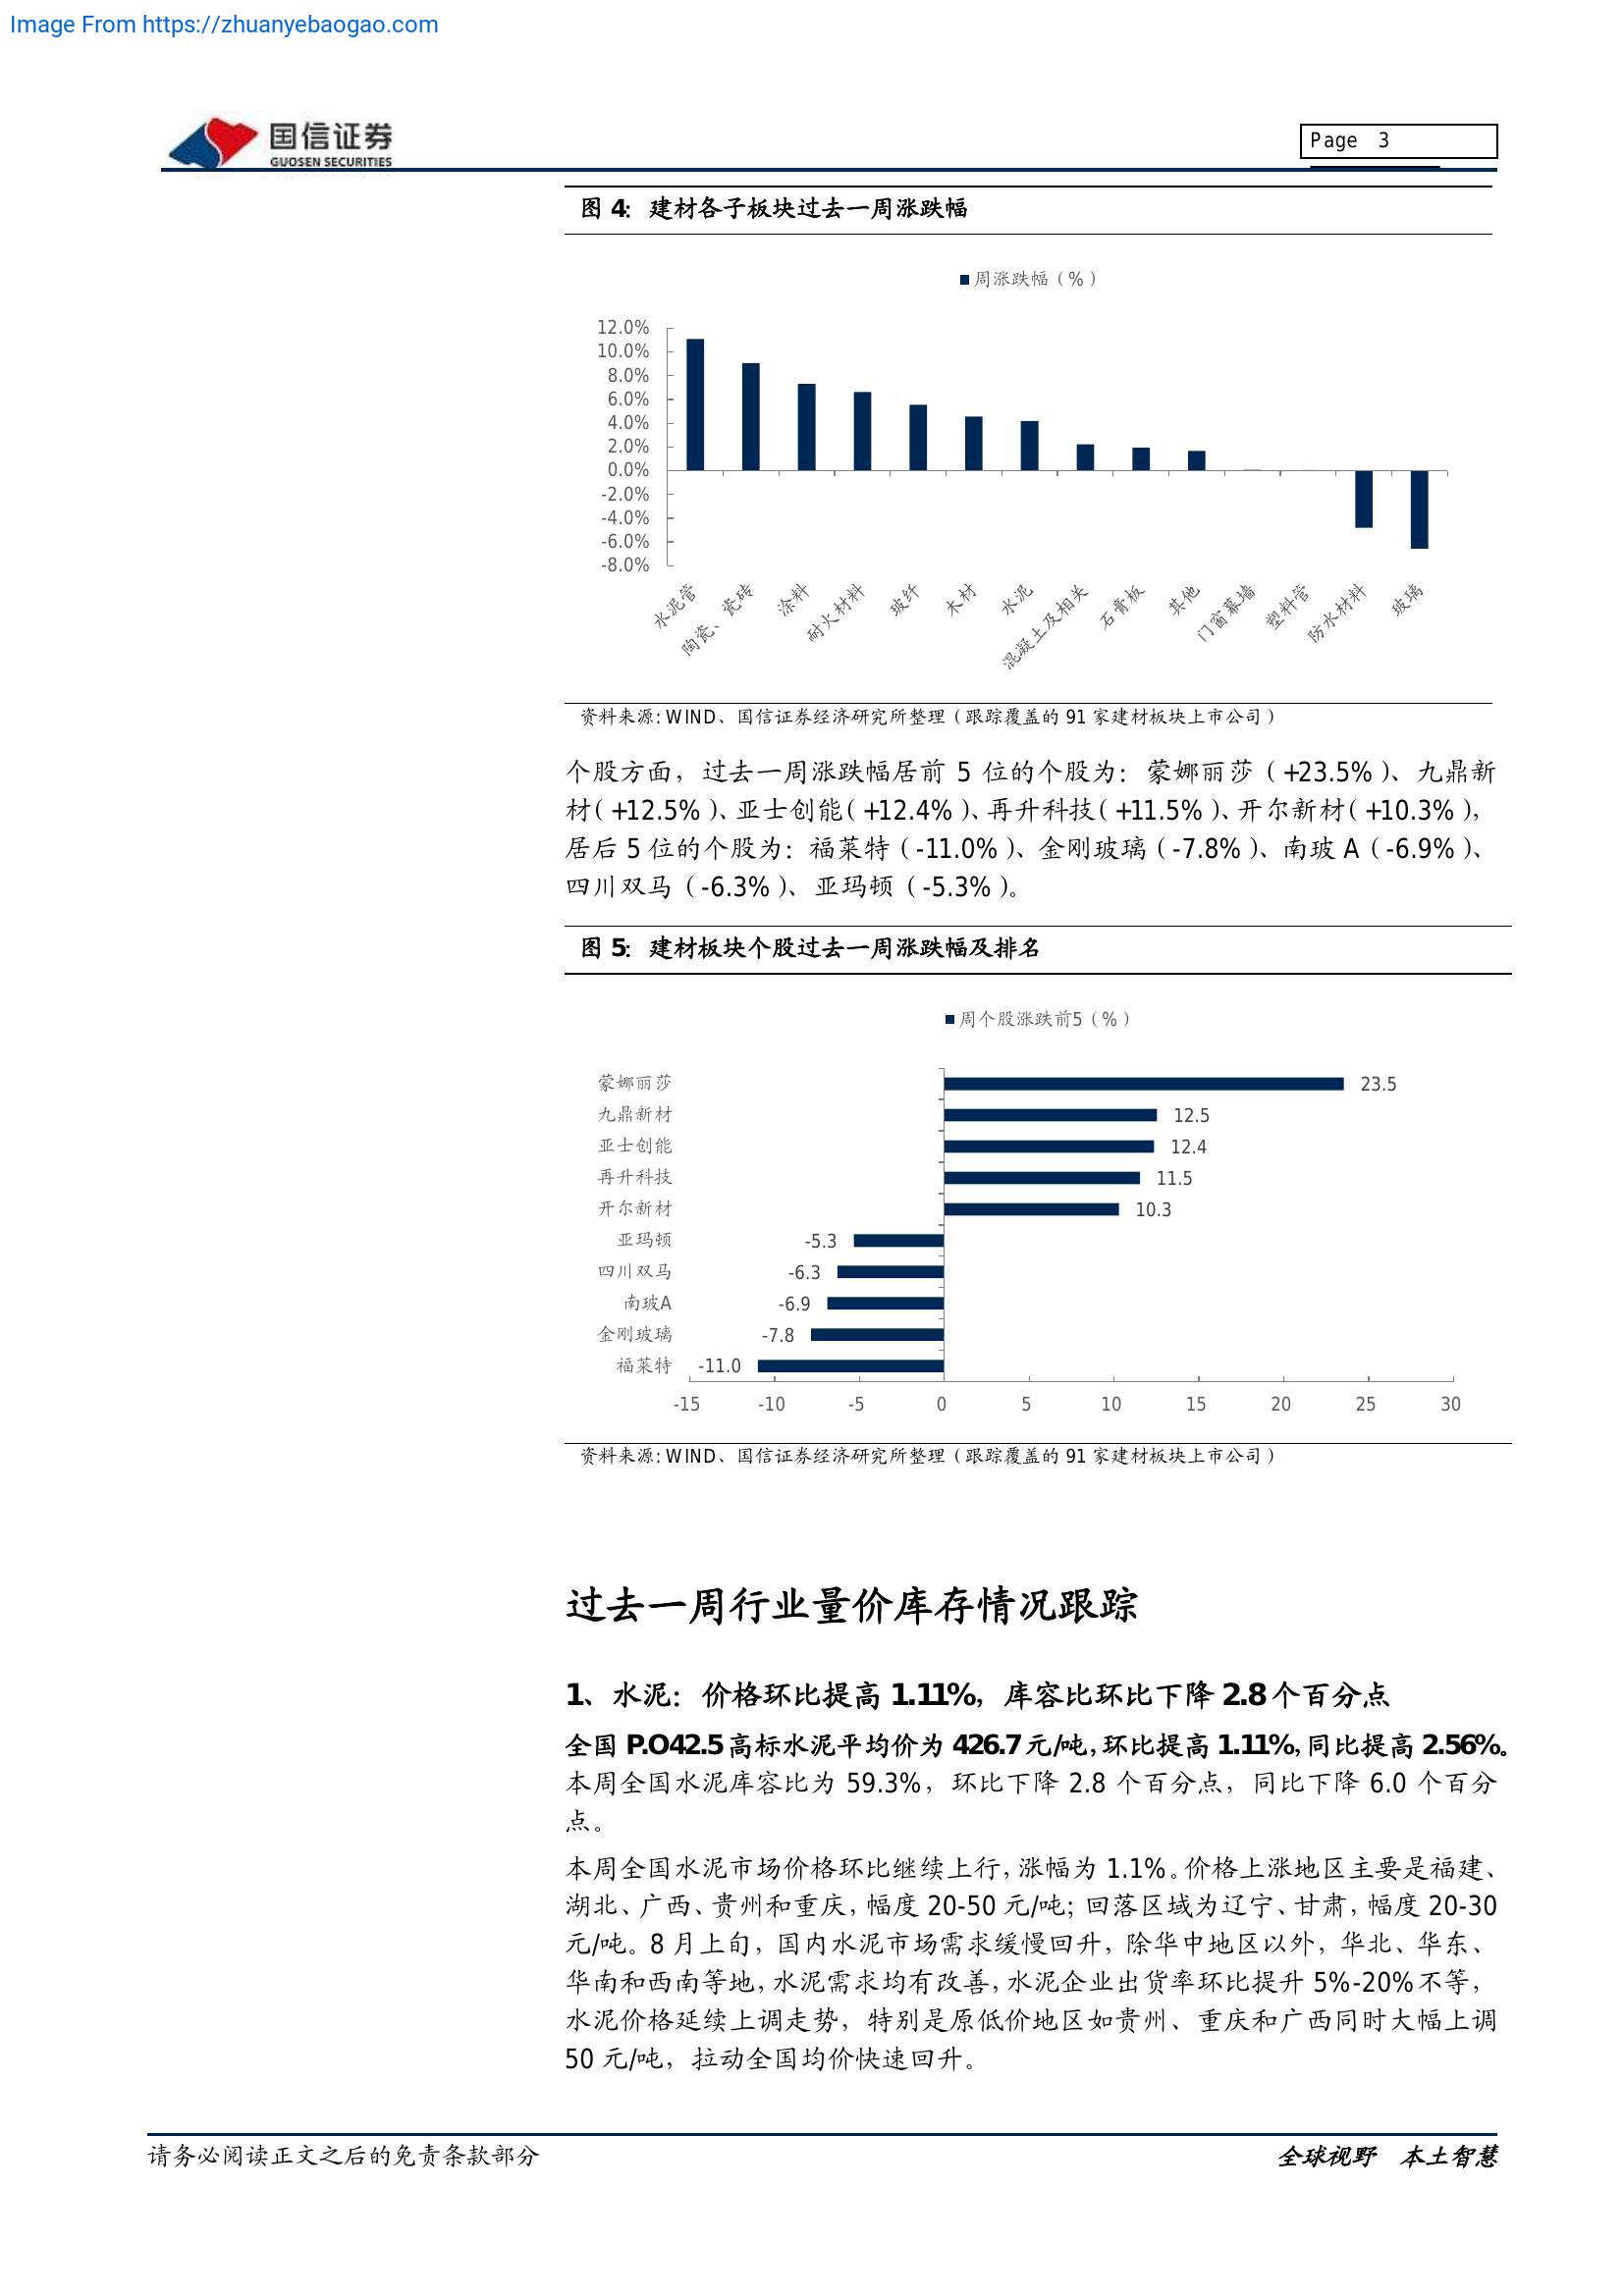 Image From https://zhuanyebaogao.com
国信证券
GUOSEN SECURITIES
Page 3
图 4：建材各子板块过去一周涨跌幅
周涨跌幅（%）
12.0%
10.0%
8.0%
6.0%
4.0%
2.0%
0.0%
-2.0%
-4.0%
-6.0%
-8.0%
水泥管
陶瓷、瓷砖
涂料
耐火材料
玻纤
木材
水泥
混凝土及相关
石膏板
其他
门窗幕墙
塑料管
防水材料
玻璃
资料来源: WIND、国信证券经济研究所整理（跟踪覆盖的 91 家建材板块上市公司）
个股方面，过去一周涨跌幅居前 5 位的个股为：蒙娜丽莎（+23.5%）、九鼎新
材（+12.5%）、亚士创能（+12.4%）、再升科技（+11.5%）、开尔新材（+10.3%），
居后 5 位的个股为：福莱特（-11.0%）、金刚玻璃（-7.8%）、南玻 A（-6.9%）、
四川双马（-6.3%）、亚玛顿（-5.3%）。
图 5：建材板块个股过去一周涨跌幅及排名
周个股涨跌前5（%）
蒙娜丽莎 23.5
九鼎新材 12.5
亚士创能 12.4
再升科技 11.5
开尔新材 10.3
亚玛顿 -5.3
四川双马 -6.3
南玻A -6.9
金刚玻璃 -7.8
福莱特 -11.0
-15 -10 -5 0 5 10 15 20 25 30
资料来源: WIND、国信证券经济研究所整理（跟踪覆盖的 91 家建材板块上市公司）
过去一周行业量价库存情况跟踪
1、水泥：价格环比提高 1.11%，库容比环比下降 2.8 个百分点
全国 P.O42.5 高标水泥平均价为 426.7 元/吨，环比提高 1.11%，同比提高 2.56%。
本周全国水泥库容比为 59.3%，环比下降 2.8 个百分点，同比下降 6.0 个百分
点。
本周全国水泥市场价格环比继续上行，涨幅为 1.1%。价格上涨地区主要是福建、
湖北、广西、贵州和重庆，幅度 20-50 元/吨；回落区域为辽宁、甘肃，幅度 20-30
元/吨。8 月上旬，国内水泥市场需求缓慢回升，除华中地区以外，华北、华东、
华南和西南等地，水泥需求均有改善，水泥企业出货率环比提升 5%-20%不等，
水泥价格延续上调走势，特别是原低价地区如贵州、重庆和广西同时大幅上调
50 元/吨，拉动全国均价快速回升。
请务必阅读正文之后的免责条款部分
全球视野 本土智慧